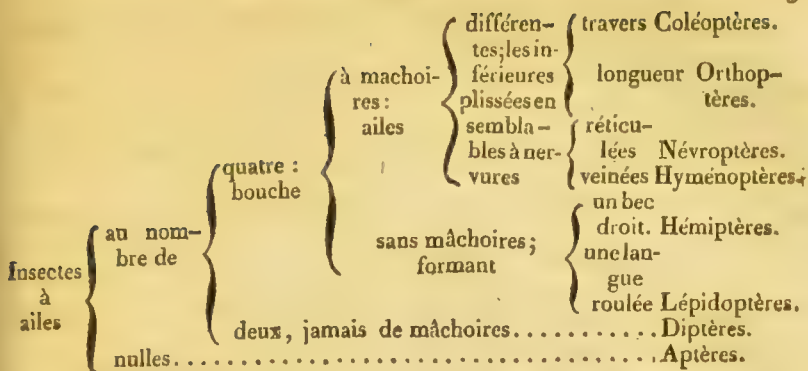 différen- travers Coléoptères.
tes; les in-
férieures longueur Orthop-
à machoi- plissées en tères.
res :
ailes sembla- réticu-
bles à ner- lées Névroptères.
quatre : vures veinées Hyménoptères.
bouche
un bec
au nom- droit. Hémiptères.
bre de sans mâchoires; une lan-
formant gue
Insectes roulée Lépidoptères.
à
ailes deux, jamais de mâchoires........... Diptères.
nulles.................................Aptères.